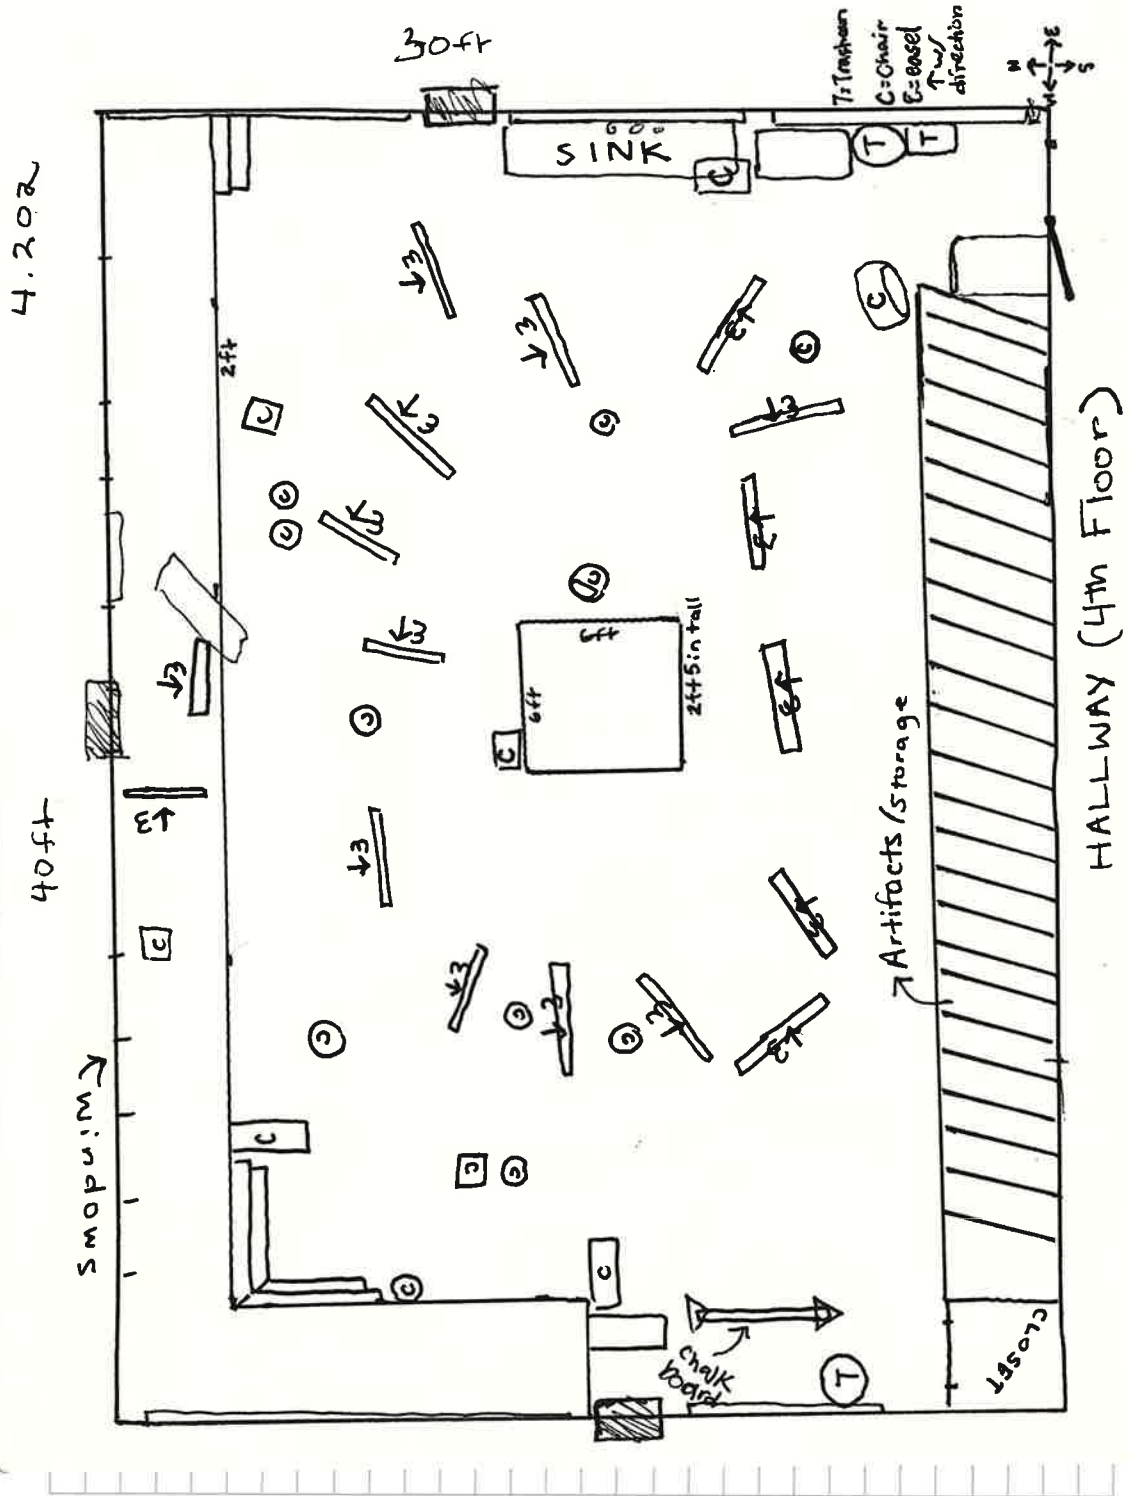 4.202
30ft
T=Trashcan
C=Chair
E=easel
↑ w/
direction
N
W
E
S
SINK
C
T
T
2ft
E
E
E
C
C
E
E
C
C
C
C
E
E
C
E
E
C
6ft
6ft
2ft 5in tall
C
E
E
E
40ft
C
E
E
C
E
C
E
E
E
C
Windows
C
C
C
C
C
Artifacts/storage
HALLWAY (4th Floor)
chalk
board
T
CLOSET